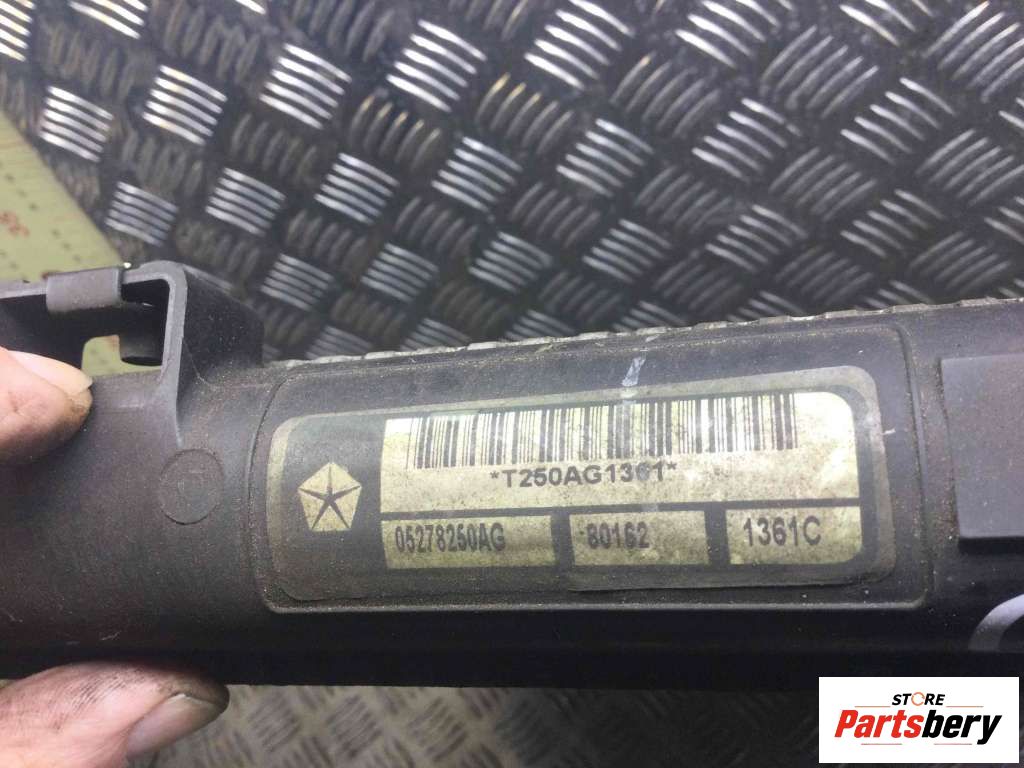 *T250AG1361*
05278250AG 80162 1361C
STORE
Partsbery